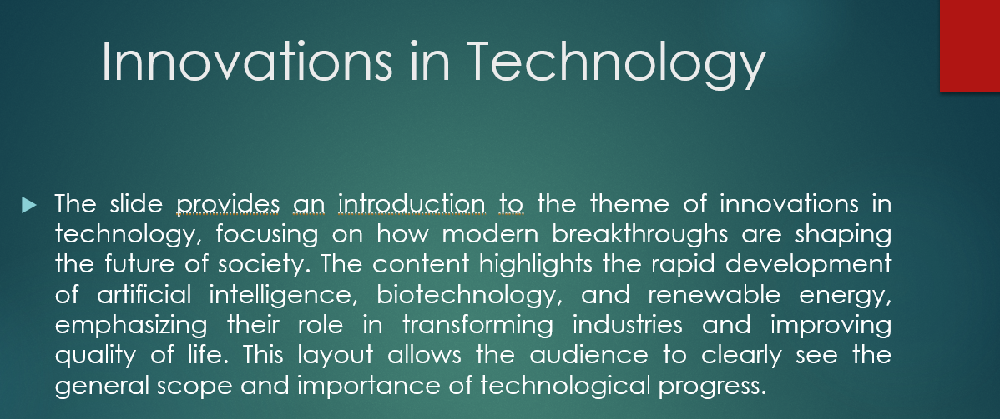 Innovations in Technology
The slide provides an introduction to the theme of innovations in
technology, focusing on how modern breakthroughs are shaping
the future of society. The content highlights the rapid development
of artificial intelligence, biotechnology, and renewable energy,
emphasizing their role in transforming industries and improving
quality of life. This layout allows the audience to clearly see the
general scope and importance of technological progress.